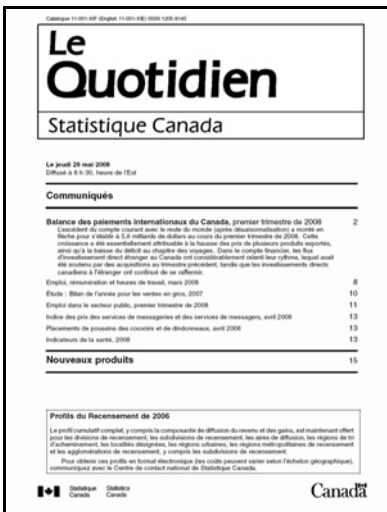 Catalogue 11-001-XIF (English 11-001-XIE) ISSN 1205-9145
Le
Quotidien
Statistique Canada
Le jeudi 29 mai 2008
Diffusé à 8 h 30, heure de l'Est
Communiqués
Balance des paiements internationaux du Canada, premier trimestre de 2008 2
L'excédent du compte courant avec le reste du monde (après désaisonnalisation) a monté en
flèche pour s'établir à 5,6 milliards de dollars au cours du premier trimestre de 2008. Cette
croissance a été essentiellement attribuable à la hausse des prix de plusieurs produits exportés,
ainsi qu'à la baisse du déficit au chapitre des voyages. Dans le compte financier, les flux
d'investissement direct étranger au Canada ont considérablement ralenti leur rythme, lequel avait
été soutenu par des acquisitions au trimestre précédent, tandis que les investissements directs
canadiens à l'étranger ont continué de se raffermir.
Emploi, rémunération et heures de travail, mars 2008 8
Étude : Bilan de l'année pour les ventes en gros, 2007 10
Emploi dans le secteur public, premier trimestre de 2008 11
Indice des prix des services de messageries et des services de messagers, avril 2008 13
Placements de poussins des couvoirs et de dindonneaux, avril 2008 13
Indicateurs de la santé, 2008 13
Nouveaux produits 15
Profils du Recensement de 2006
Le profil cumulatif complet, y compris la composante de diffusion du revenu et des gains, est maintenant offert
pour les divisions de recensement, les subdivisions de recensement, les aires de diffusion, les régions de tri
d'acheminement, les localités désignées, les régions urbaines, les régions métropolitaines de recensement
et les agglomérations de recensement, y compris les subdivisions de recensement.
Pour obtenir ces profils en format électronique (les coûts peuvent varier selon l'échelon géographique),
communiquez avec le Centre de contact national de Statistique Canada.
Statistique Statistics
Canada Canada
Canada